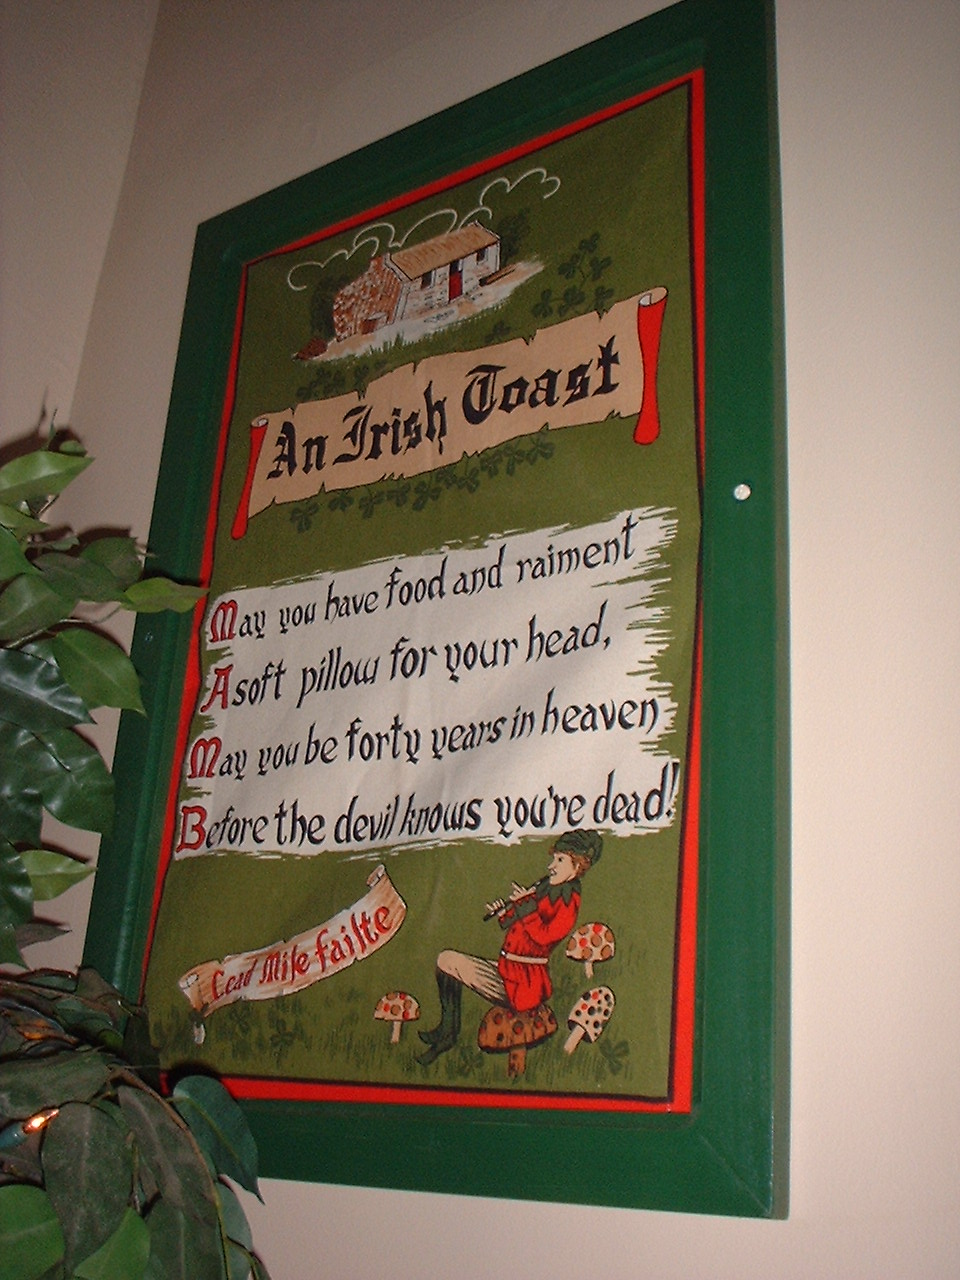 An Irish Toast
May you have food and raiment
A soft pillow for your head,
May you be forty years in heaven
Before the devil knows you're dead!
Cead Mile Failte